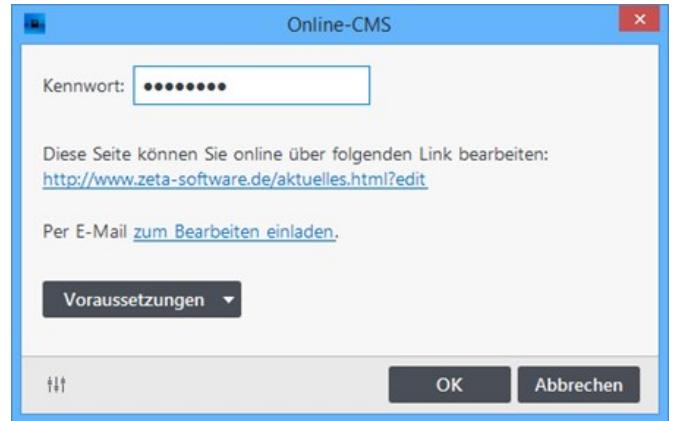 Online-CMS
Kennwort: ●●●●●●●●
Diese Seite können Sie online über folgenden Link bearbeiten:
http://www.zeta-software.de/aktuelles.html?edit
Per E-Mail zum Bearbeiten einladen.
Voraussetzungen
OK Abbrechen